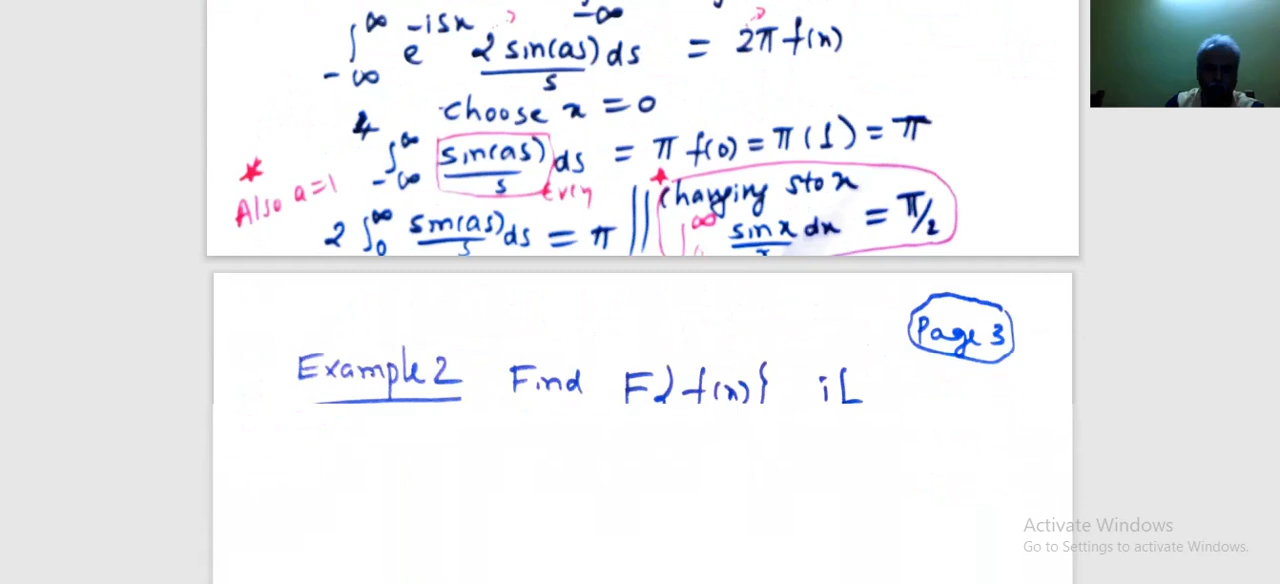 ∫_{-∞}^{∞} e^{-isx} 2 sin(as)/s ds = 2π f(x)
choose x = 0
∫_{-∞}^{∞} sin(as)/s ds = π f(0) = π (1) = π
Also a=1
Even
changing s to x
2 ∫_0^∞ sin(as)/s ds = π || ∫_0^∞ sin x/x dx = π/2
Page 3
Example 2 Find F{f(x)} if
Activate Windows
Go to Settings to activate Windows.